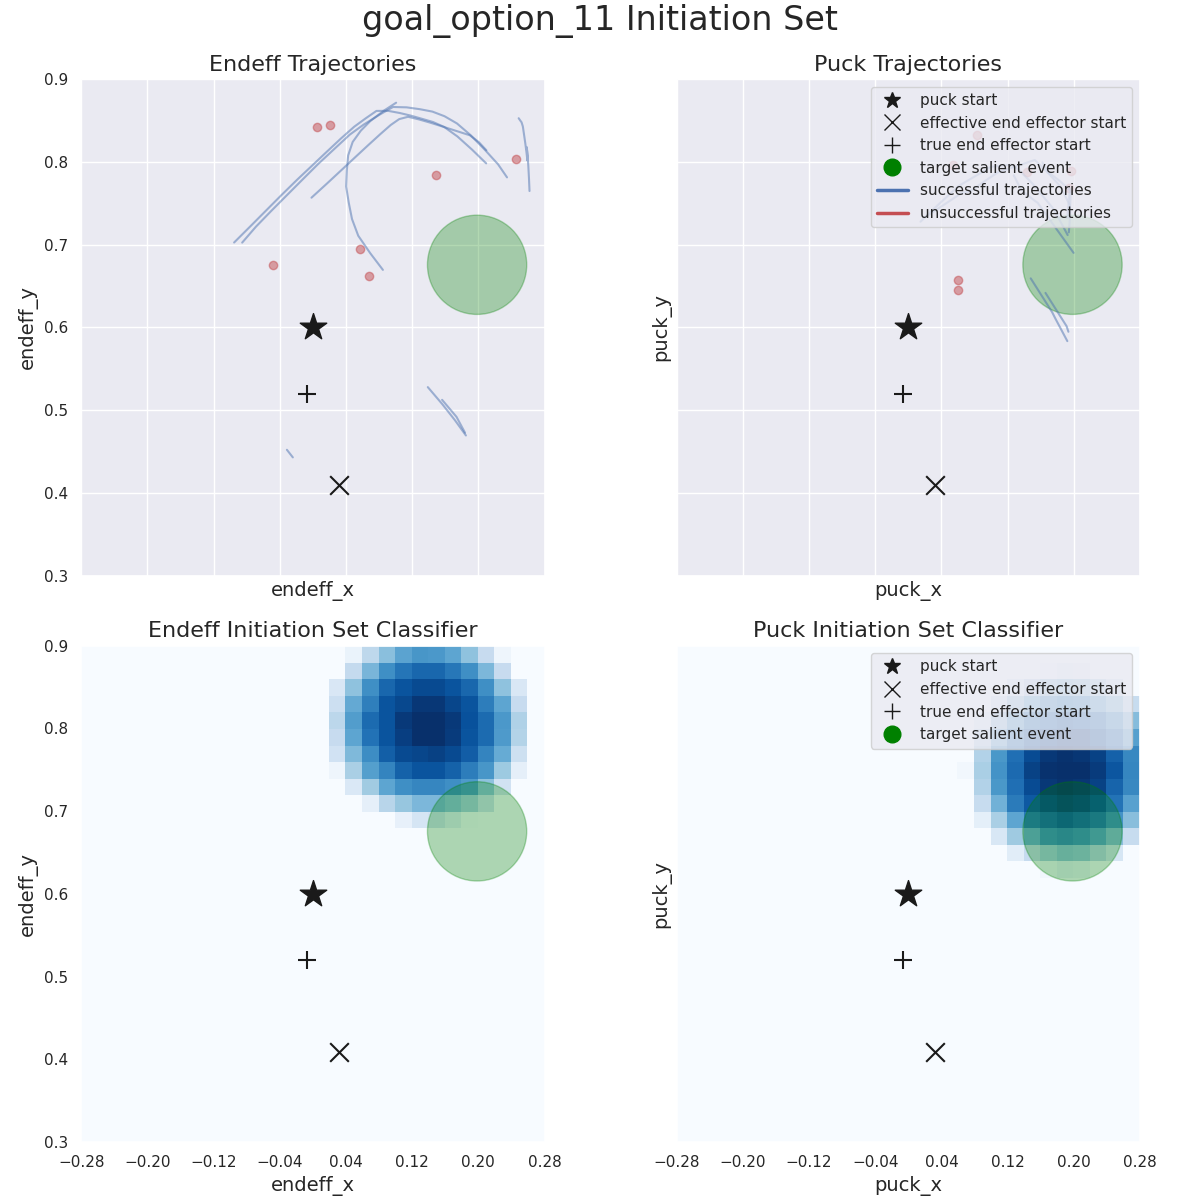 goal_option_11 Initiation Set
Endeff Trajectories
0.9
0.8
0.7
0.6
0.5
0.4
0.3
endeff_y
endeff_x
Puck Trajectories
puck start
effective end effector start
true end effector start
target salient event
successful trajectories
unsuccessful trajectories
puck_y
puck_x
Endeff Initiation Set Classifier
0.9
0.8
0.7
0.6
0.5
0.4
0.3
endeff_y
−0.28 −0.20 −0.12 −0.04 0.04 0.12 0.20 0.28
endeff_x
Puck Initiation Set Classifier
puck start
effective end effector start
true end effector start
target salient event
puck_y
−0.28 −0.20 −0.12 −0.04 0.04 0.12 0.20 0.28
puck_x